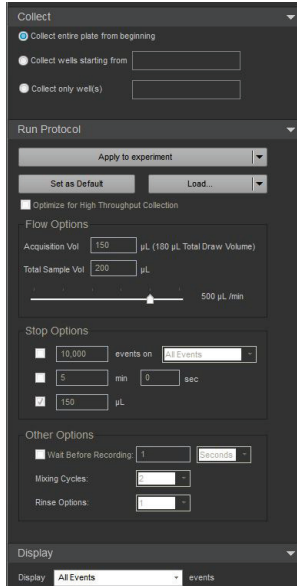 Collect
Collect entire plate from beginning
Collect wells starting from
Collect only well(s)
Run Protocol
Apply to experiment
Set as Default Load...
Optimize for High Throughput Collection
Flow Options
Acquisition Vol 150 µL (180 µL Total Draw Volume)
Total Sample Vol 200 µL
500 µL /min
Stop Options
10,000 events on All Events
5 min 0 sec
150 µL
Other Options
Wait Before Recording: 1 Seconds
Mixing Cycles: 2
Rinse Options: 1
Display
Display All Events events